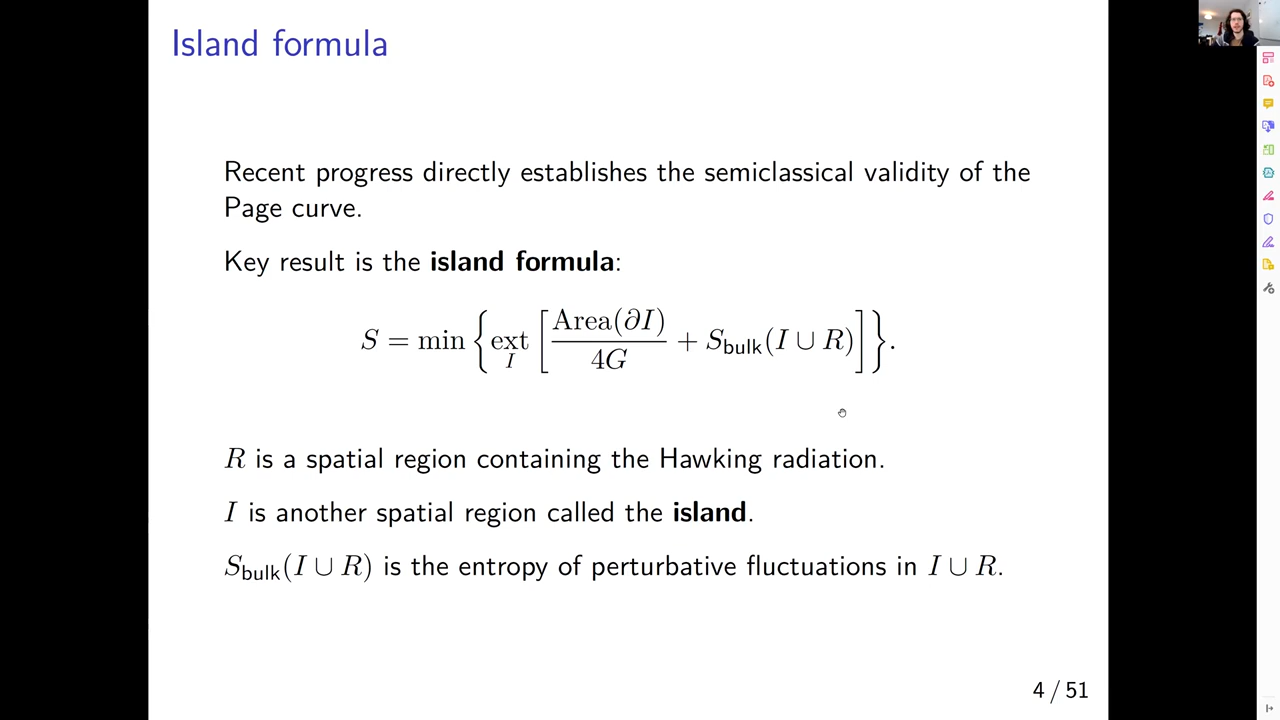 Island formula
Recent progress directly establishes the semiclassical validity of the
Page curve.
Key result is the island formula:
S = min { ext_I [ Area(∂I) / 4G + S_bulk(I ∪ R) ] } .
R is a spatial region containing the Hawking radiation.
I is another spatial region called the island.
S_bulk(I ∪ R) is the entropy of perturbative fluctuations in I ∪ R.
4 / 51